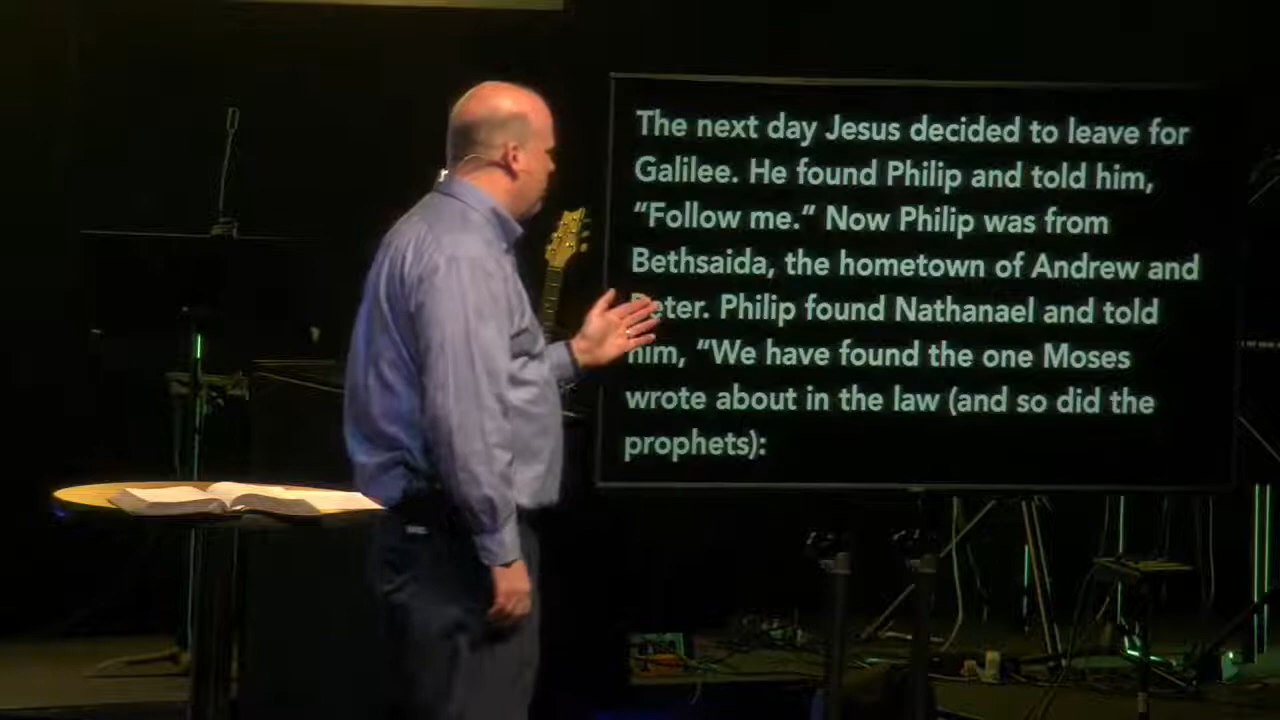 The next day Jesus decided to leave for
Galilee. He found Philip and told him,
“Follow me.” Now Philip was from
Bethsaida, the hometown of Andrew and
Peter. Philip found Nathanael and told
him, “We have found the one Moses
wrote about in the law (and so did the
prophets):